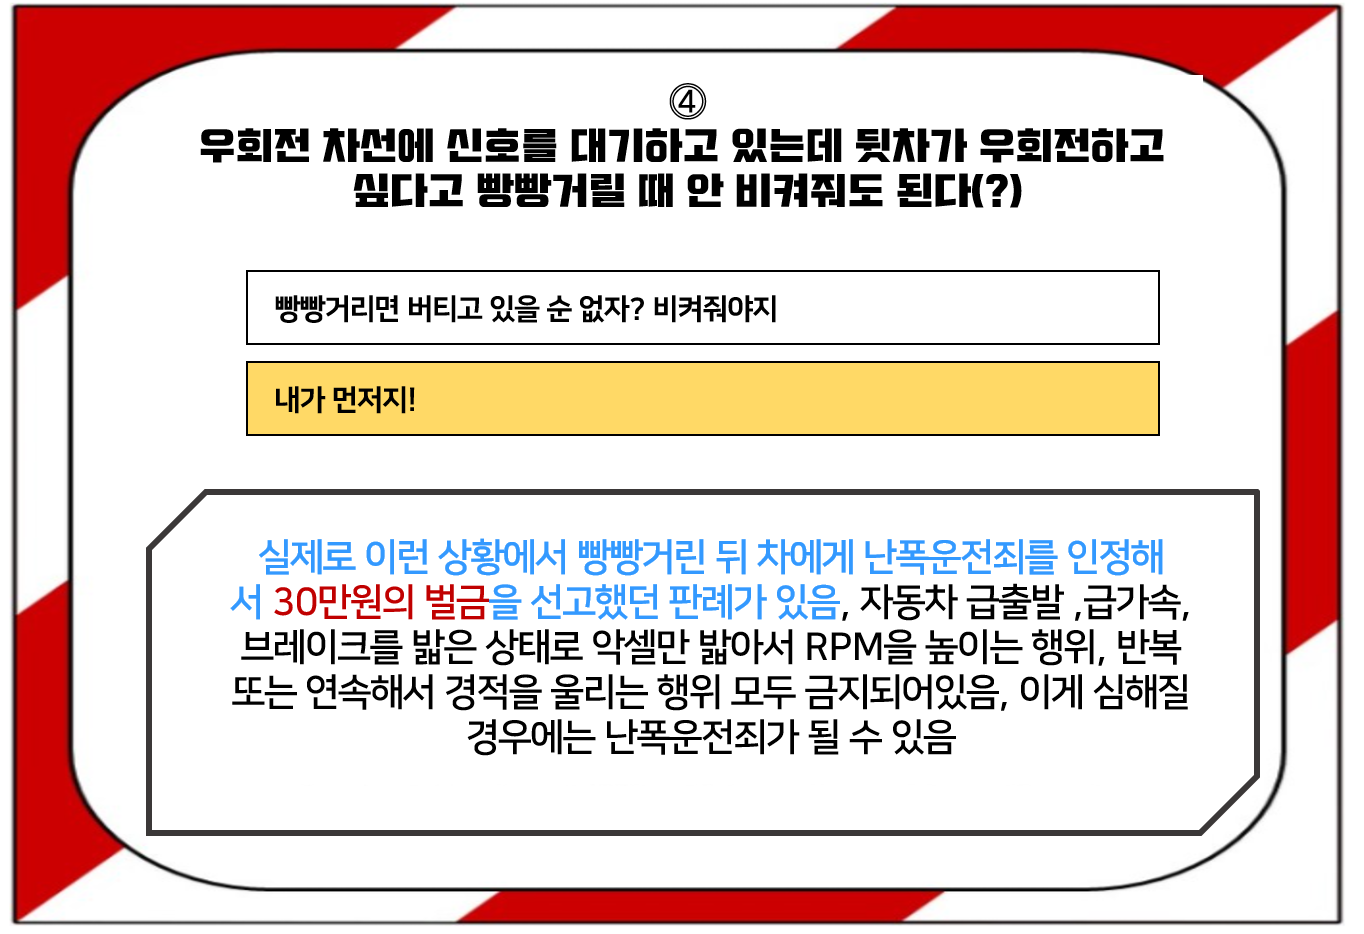 ④
우회전 차선에 신호를 대기하고 있는데 뒷차가 우회전하고
싶다고 빵빵거릴 때 안 비켜줘도 된다(?)
빵빵거리면 버티고 있을 순 없자? 비켜줘야지
내가 먼저지!
실제로 이런 상황에서 빵빵거린 뒤 차에게 난폭운전죄를 인정해
서 30만원의 벌금을 선고했던 판례가 있음, 자동차 급출발 ,급가속,
브레이크를 밟은 상태로 악셀만 밟아서 RPM을 높이는 행위, 반복
또는 연속해서 경적을 울리는 행위 모두 금지되어있음, 이게 심해질
경우에는 난폭운전죄가 될 수 있음